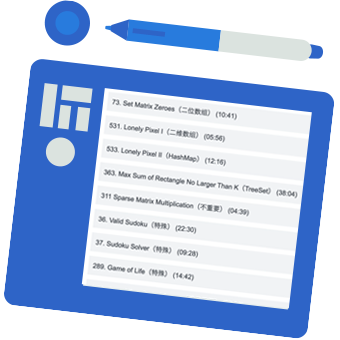 73. Set Matrix Zeroes（二位数组） (10:41)
531. Lonely Pixel I（二维数组） (05:56)
533. Lonely Pixel II（HashMap） (12:16)
363. Max Sum of Rectangle No Larger Than K（TreeSet） (38:04)
311 Sparse Matrix Multiplication（不重要） (04:39)
36. Valid Sudoku（特殊） (22:30)
37. Sudoku Solver（特殊） (09:28)
289. Game of Life（特殊） (14:42)